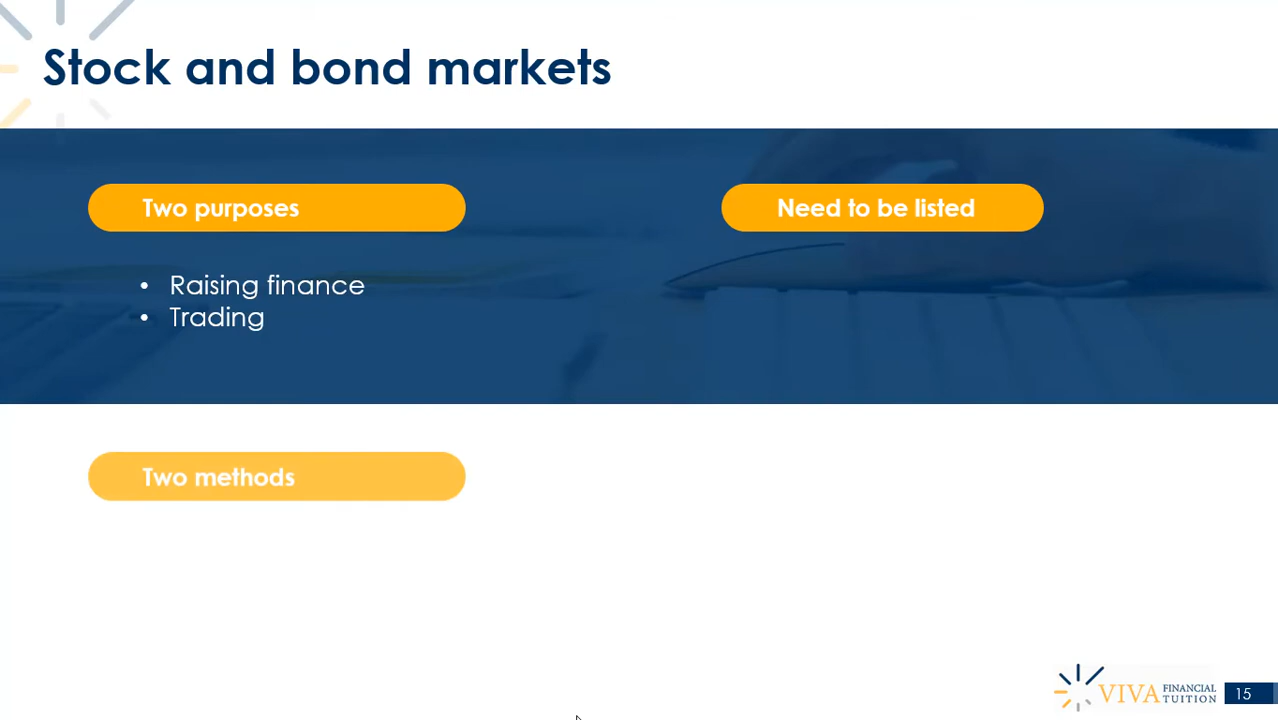 Stock and bond markets
Two purposes
Need to be listed
• Raising finance
• Trading
Two methods
VIVA FINANCIAL TUITION
15